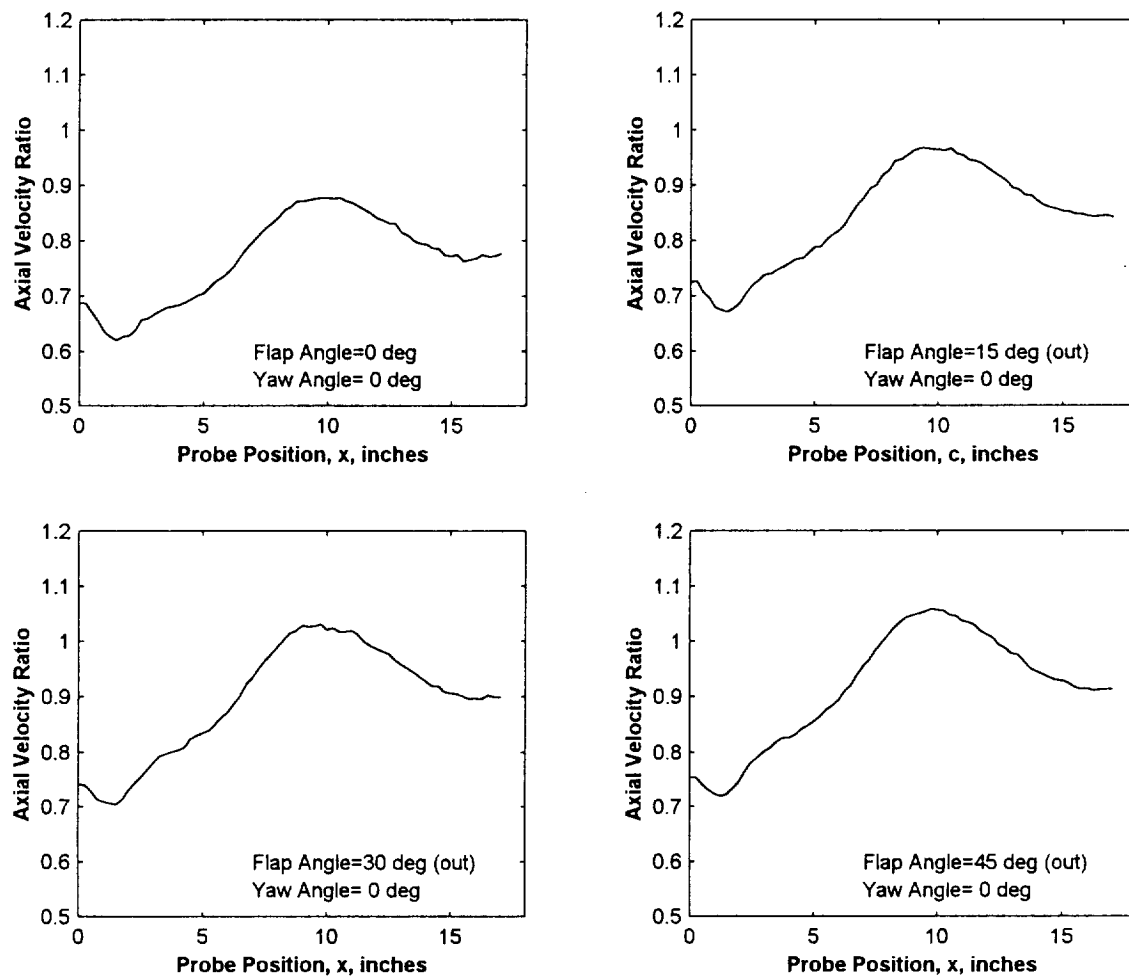 1.2
1.1
1
0.9
0.8
0.7
0.6
0.5
Axial Velocity Ratio
Flap Angle=0 deg
Yaw Angle= 0 deg
0 5 10 15
Probe Position, x, inches
1.2
1.1
1
0.9
0.8
0.7
0.6
0.5
Axial Velocity Ratio
Flap Angle=15 deg (out)
Yaw Angle= 0 deg
0 5 10 15
Probe Position, c, inches
1.2
1.1
1
0.9
0.8
0.7
0.6
0.5
Axial Velocity Ratio
Flap Angle=30 deg (out)
Yaw Angle= 0 deg
0 5 10 15
Probe Position, x, inches
1.2
1.1
1
0.9
0.8
0.7
0.6
0.5
Axial Velocity Ratio
Flap Angle=45 deg (out)
Yaw Angle= 0 deg
0 5 10 15
Probe Position, x, inches